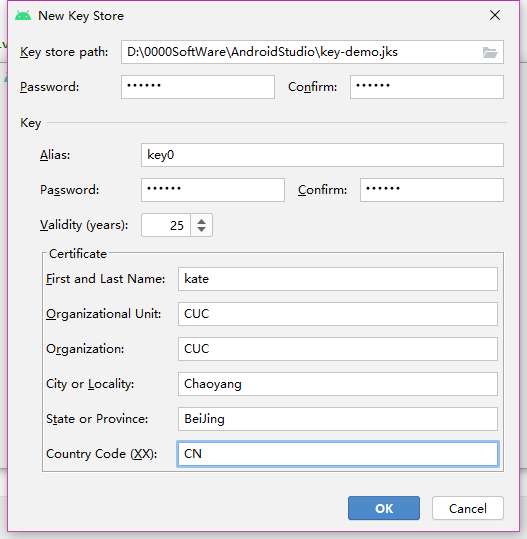 New Key Store
Key store path: D:\0000SoftWare\AndroidStudio\key-demo.jks
Password: •••••• Confirm: ••••••
Key
Alias: key0
Password: •••••• Confirm: ••••••
Validity (years): 25
Certificate
First and Last Name: kate
Organizational Unit: CUC
Organization: CUC
City or Locality: Chaoyang
State or Province: BeiJing
Country Code (XX): CN
OK Cancel